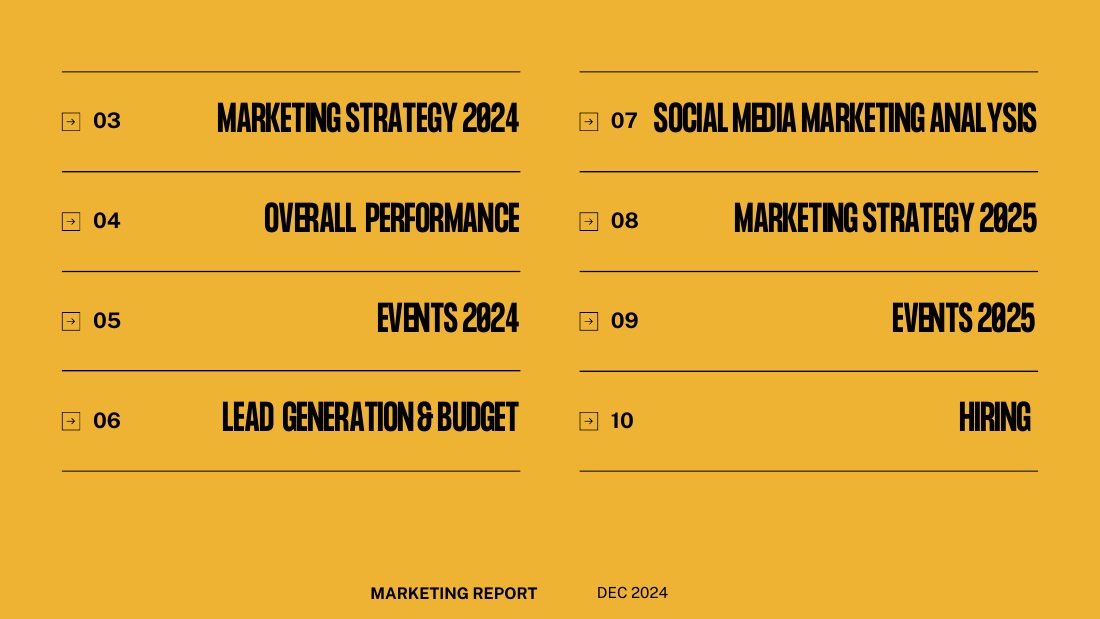 03 MARKETING STRATEGY 2024
04 OVERALL PERFORMANCE
05 EVENTS 2024
06 LEAD GENERATION & BUDGET
07 SOCIAL MEDIA MARKETING ANALYSIS
08 MARKETING STRATEGY 2025
09 EVENTS 2025
10 HIRING
MARKETING REPORT DEC 2024